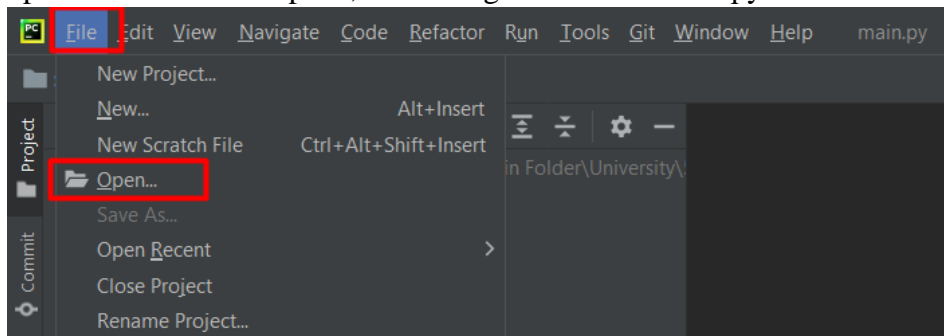 PC File Edit View Navigate Code Refactor Run Tools Git Window Help main.py
New Project...
New... Alt+Insert
New Scratch File Ctrl+Alt+Shift+Insert
Open... in Folder\University\
Save As...
Open Recent
Close Project
Rename Project...
Project
Commit